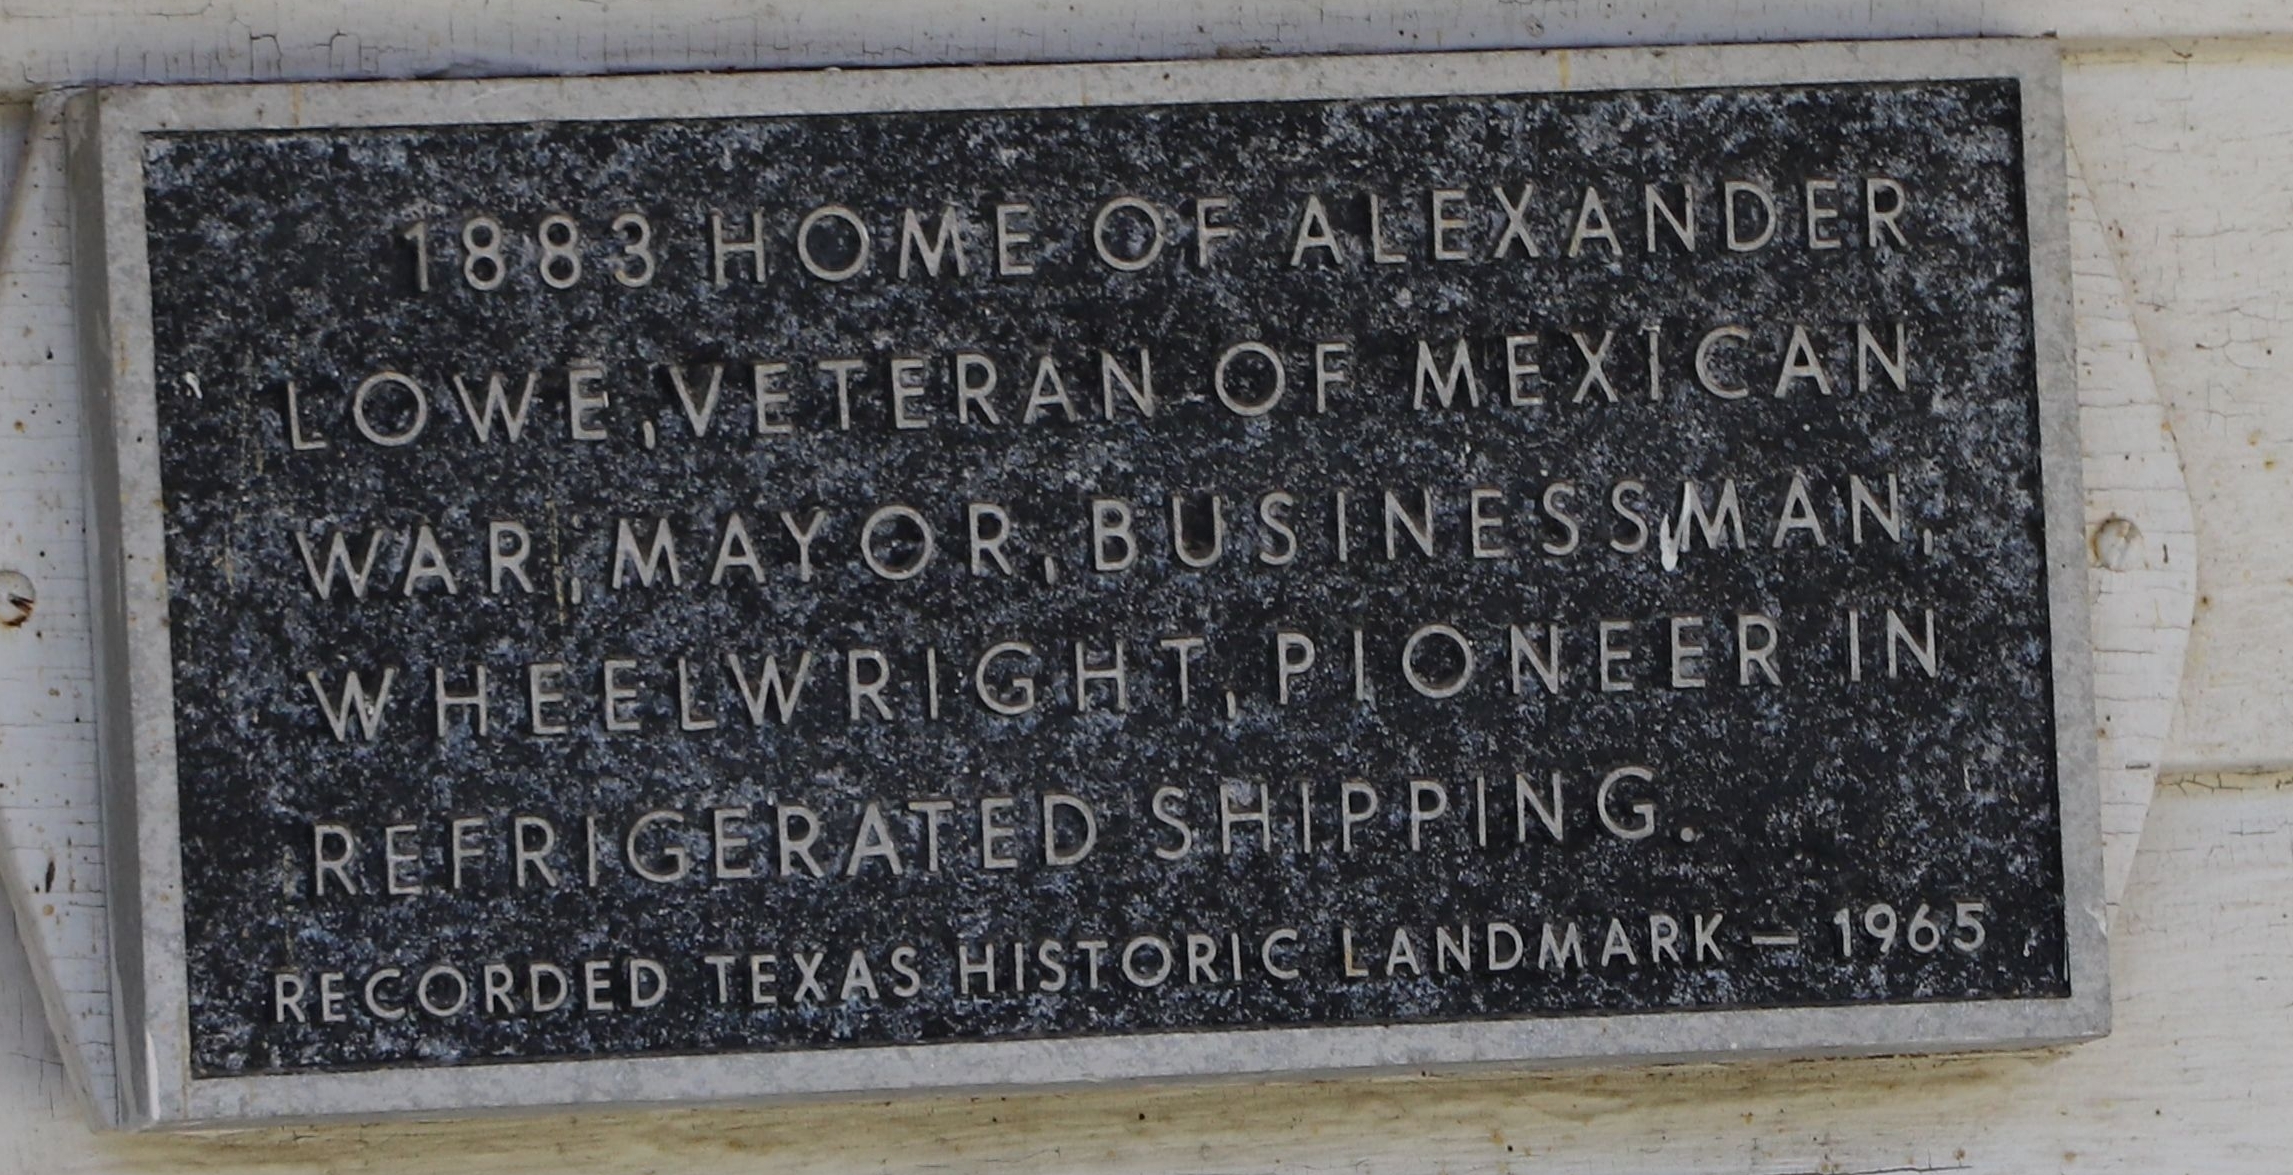 1883 HOME OF ALEXANDER
LOWE, VETERAN OF MEXICAN
WAR, MAYOR, BUSINESSMAN,
WHEELWRIGHT, PIONEER IN
REFRIGERATED SHIPPING.
RECORDED TEXAS HISTORIC LANDMARK — 1965